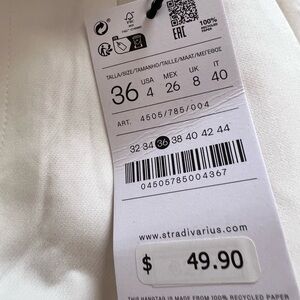 FSC
EAC
100%
TALLA/SIZE/TAMANHO/TAILLE/MAAT/ΜΕΓΕΘΟΣ
USA MEX UK IT
36 4 26 8 40
ART. 4505/785/004
32 34 36 38 40 42 44
04505785004367
www.stradivarius.com
$ 49.90
THIS HANGTAG IS MADE FROM 100% RECYCLED PAPER